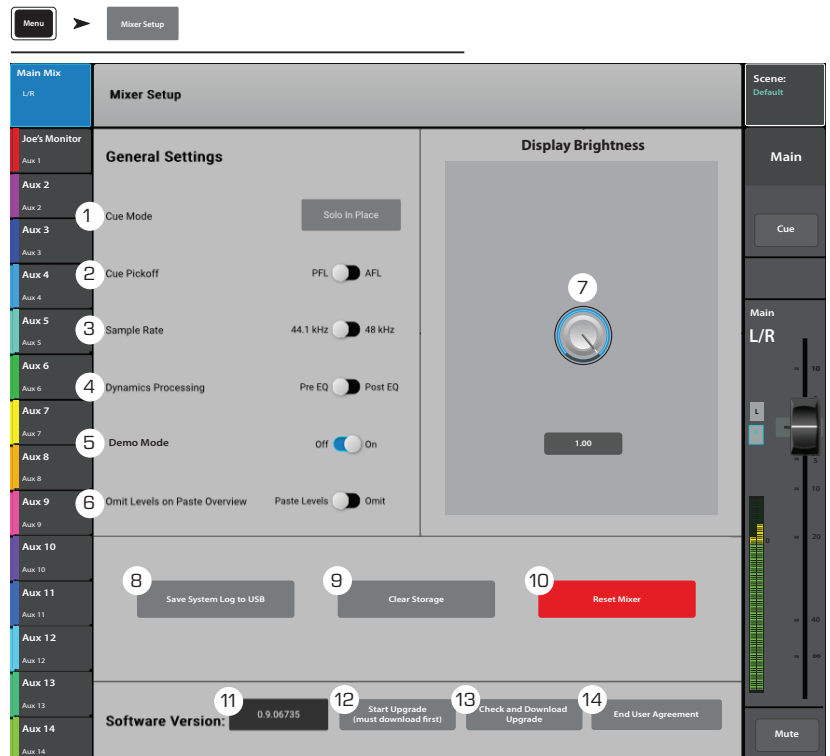 Menu
Mixer Setup
Main Mix
L/R
Mixer Setup
Scene:
Default
Joe's Monitor
Aux 1
Aux 2
Aux 2
Aux 3
Aux 3
Aux 4
Aux 4
Aux 5
Aux 5
Aux 6
Aux 6
Aux 7
Aux 7
Aux 8
Aux 8
Aux 9
Aux 9
Aux 10
Aux 10
Aux 11
Aux 11
Aux 12
Aux 12
Aux 13
Aux 13
Aux 14
Aux 14
General Settings
1 Cue Mode Solo In Place
2 Cue Pickoff PFL AFL
3 Sample Rate 44.1 kHz 48 kHz
4 Dynamics Processing Pre EQ Post EQ
5 Demo Mode Off On
6 Omit Levels on Paste Overview Paste Levels Omit
Display Brightness
7
1.00
8 Save System Log to USB
9 Clear Storage
10 Reset Mixer
Software Version:
11 0.9.06735
12 Start Upgrade
(must download first)
13 Check and Download
Upgrade
14 End User Agreement
Main
Cue
Main
L/R
10
L
5
10
0
20
40
∞
Mute